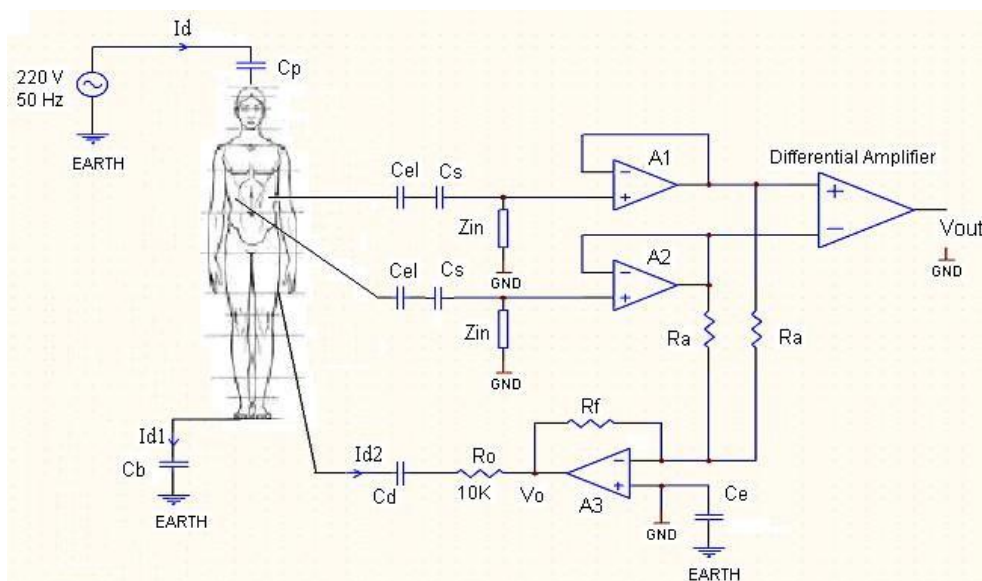 Id
220 V
50 Hz
Cp
EARTH
A1
Differential Amplifier
Cel
Cs
Zin
Vout
GND
GND
A2
Cel
Cs
Zin
Ra
Ra
GND
Rf
Id1
Id2
Ro
Cb
Cd
10K
Vo
A3
Ce
EARTH
GND
EARTH